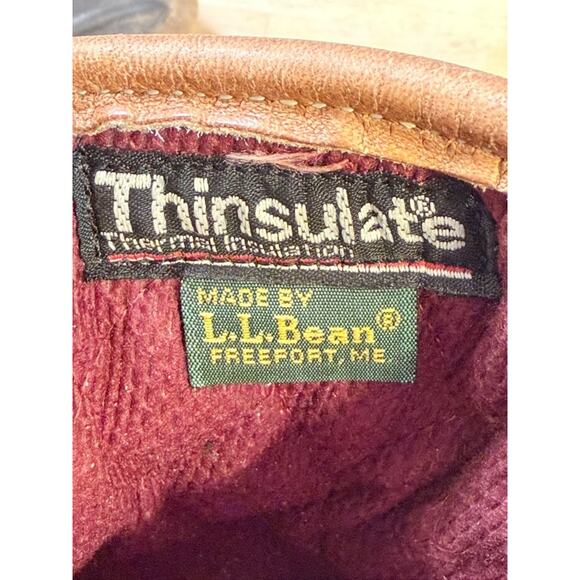 Thinsulate®
Thermal Insulation
MADE BY
L.L.Bean®
FREEPORT, ME